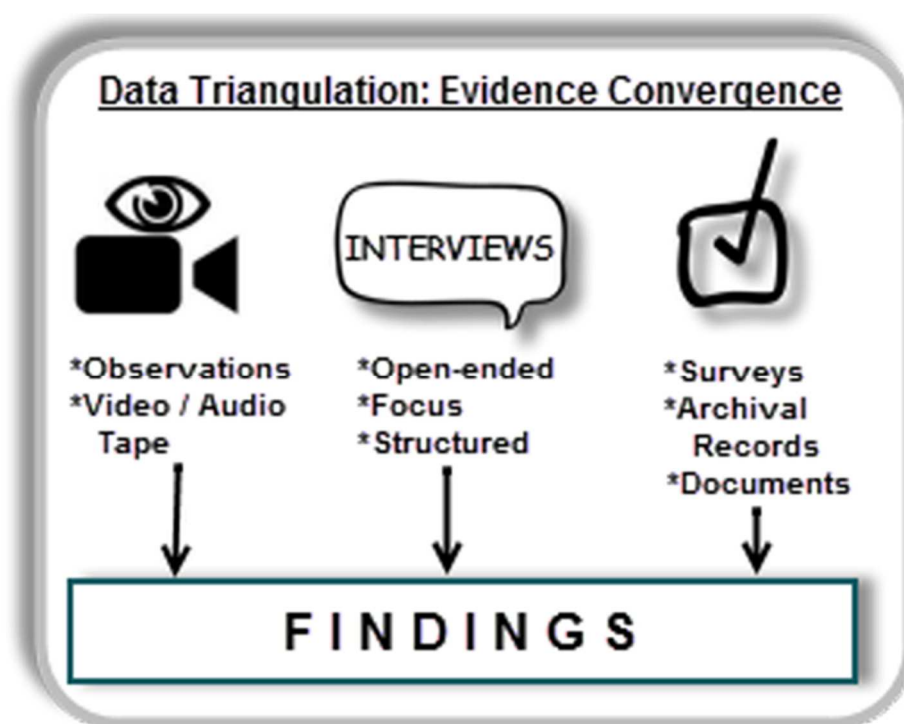 Data Triangulation: Evidence Convergence
INTERVIEWS
*Observations
*Video / Audio
Tape
*Open-ended
*Focus
*Structured
*Surveys
*Archival
Records
*Documents
FINDINGS